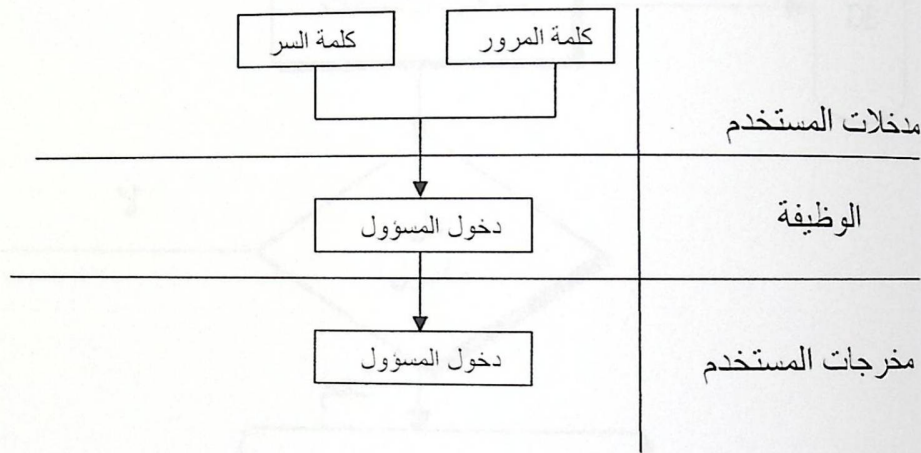 كلمة المرور
كلمة السر
مدخلات المستخدم
الوظيفة
دخول المسؤول
مخرجات المستخدم
دخول المسؤول